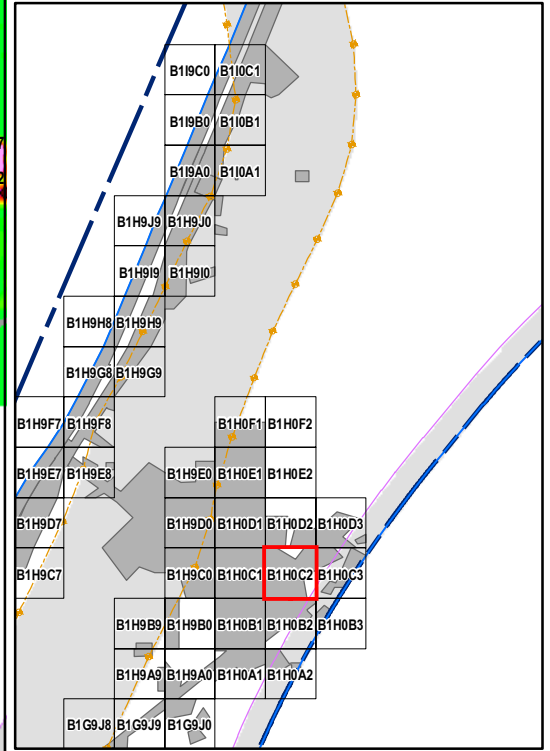 B1I9C0 B1I0C1
B1I9B0 B1I0B1
B1I9A0 B1I0A1
B1H9J9 B1H9J0
B1H9I9 B1H9I0
B1H9H8 B1H9H9
B1H9G8 B1H9G9
B1H9F7 B1H9F8 B1H0F1 B1H0F2
B1H9E7 B1H9E8 B1H9E0 B1H0E1 B1H0E2
B1H9D7 B1H9D0 B1H0D1 B1H0D2 B1H0D3
B1H9C7 B1H9C0 B1H0C1 B1H0C2 B1H0C3
B1H9B9 B1H9B0 B1H0B1 B1H0B2 B1H0B3
B1H9A9 B1H9A0 B1H0A1 B1H0A2
B1G9J8 B1G9J9 B1G9J0